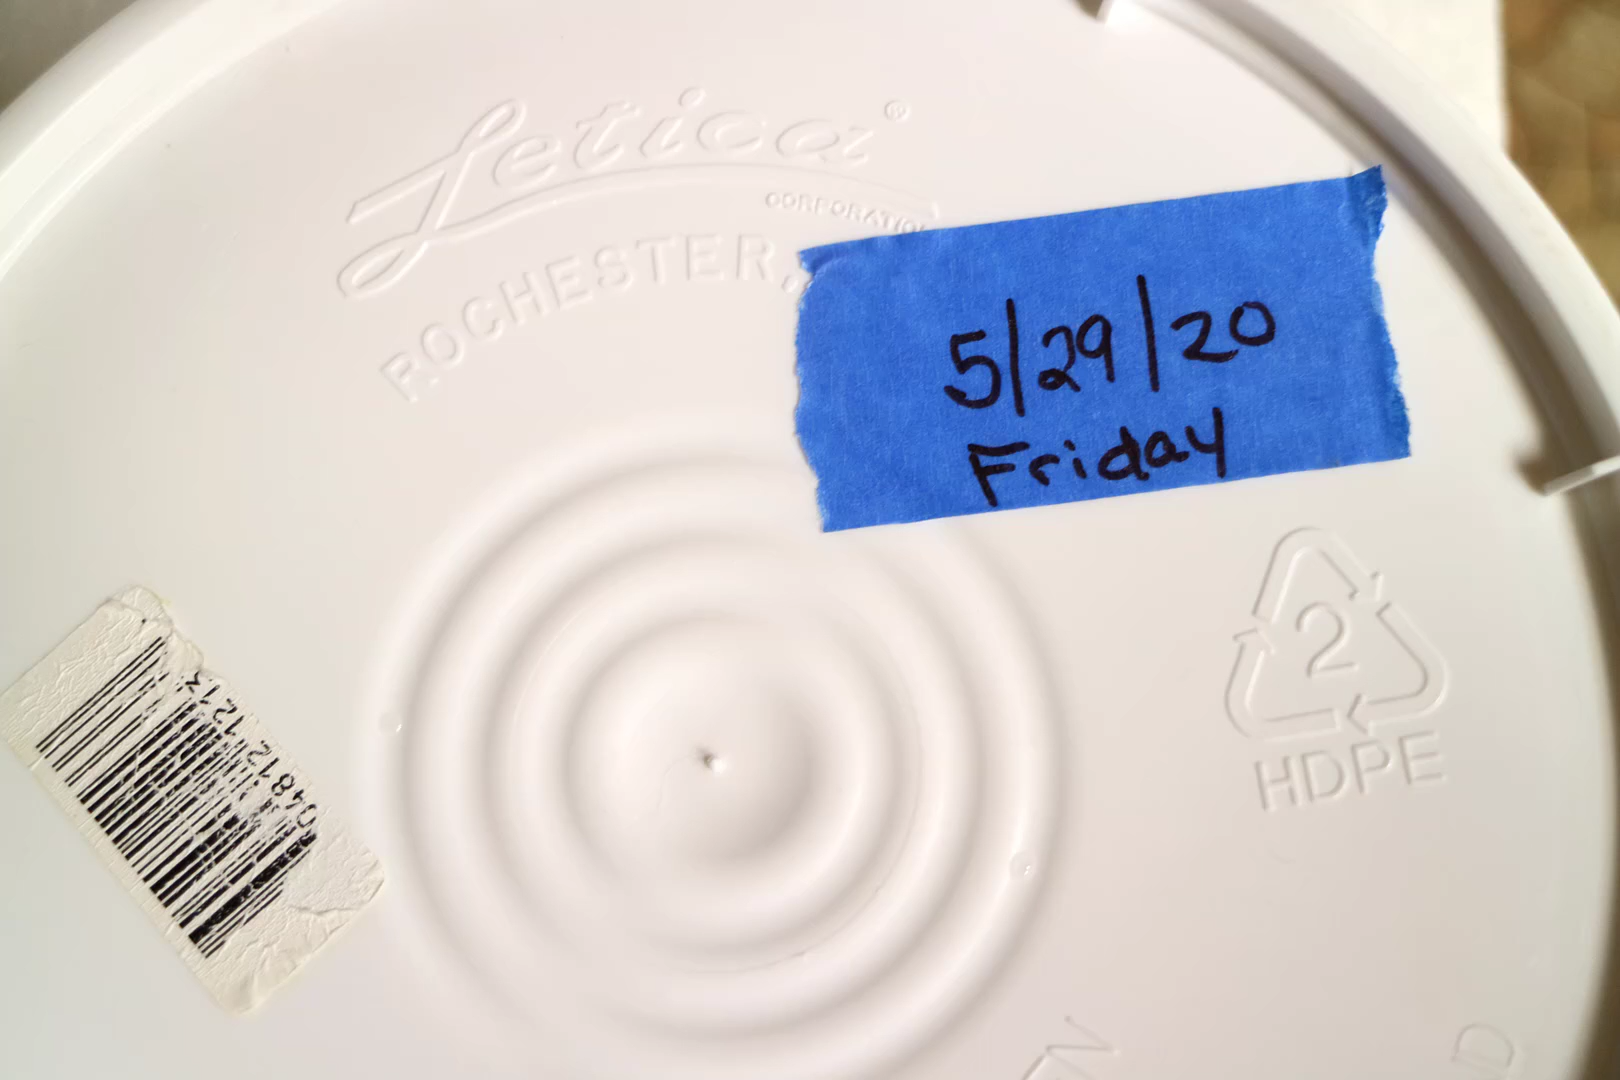 Letica®
CORPORATION
ROCHESTER,
5/29/20
Friday
2
HDPE